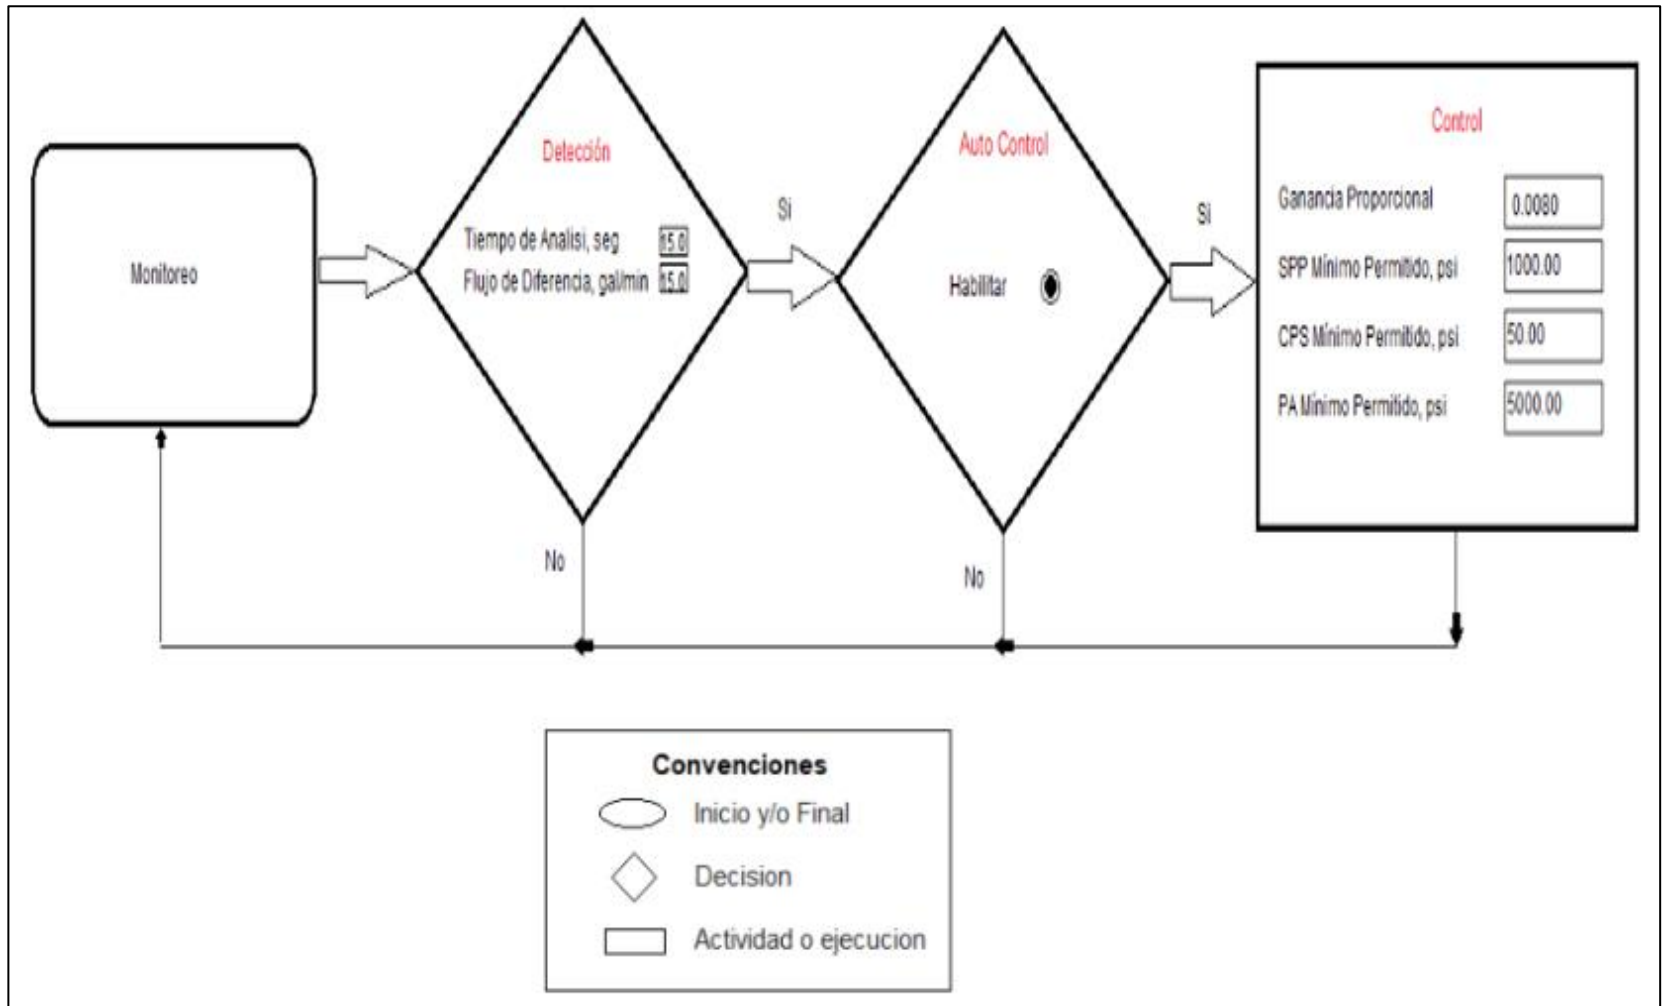 Monitoreo
Detección
Tiempo de Analisi, seg 15.0
Flujo de Diferencia, gal/min 15.0
No
Si
Auto Control
Habilitar
No
Si
Control
Ganancia Proporcional 0.0080
SPP Mínimo Permitido, psi 1000.00
CPS Mínimo Permitido, psi 50.00
PA Mínimo Permitido, psi 5000.00
Convenciones
Inicio y/o Final
Decision
Actividad o ejecucion